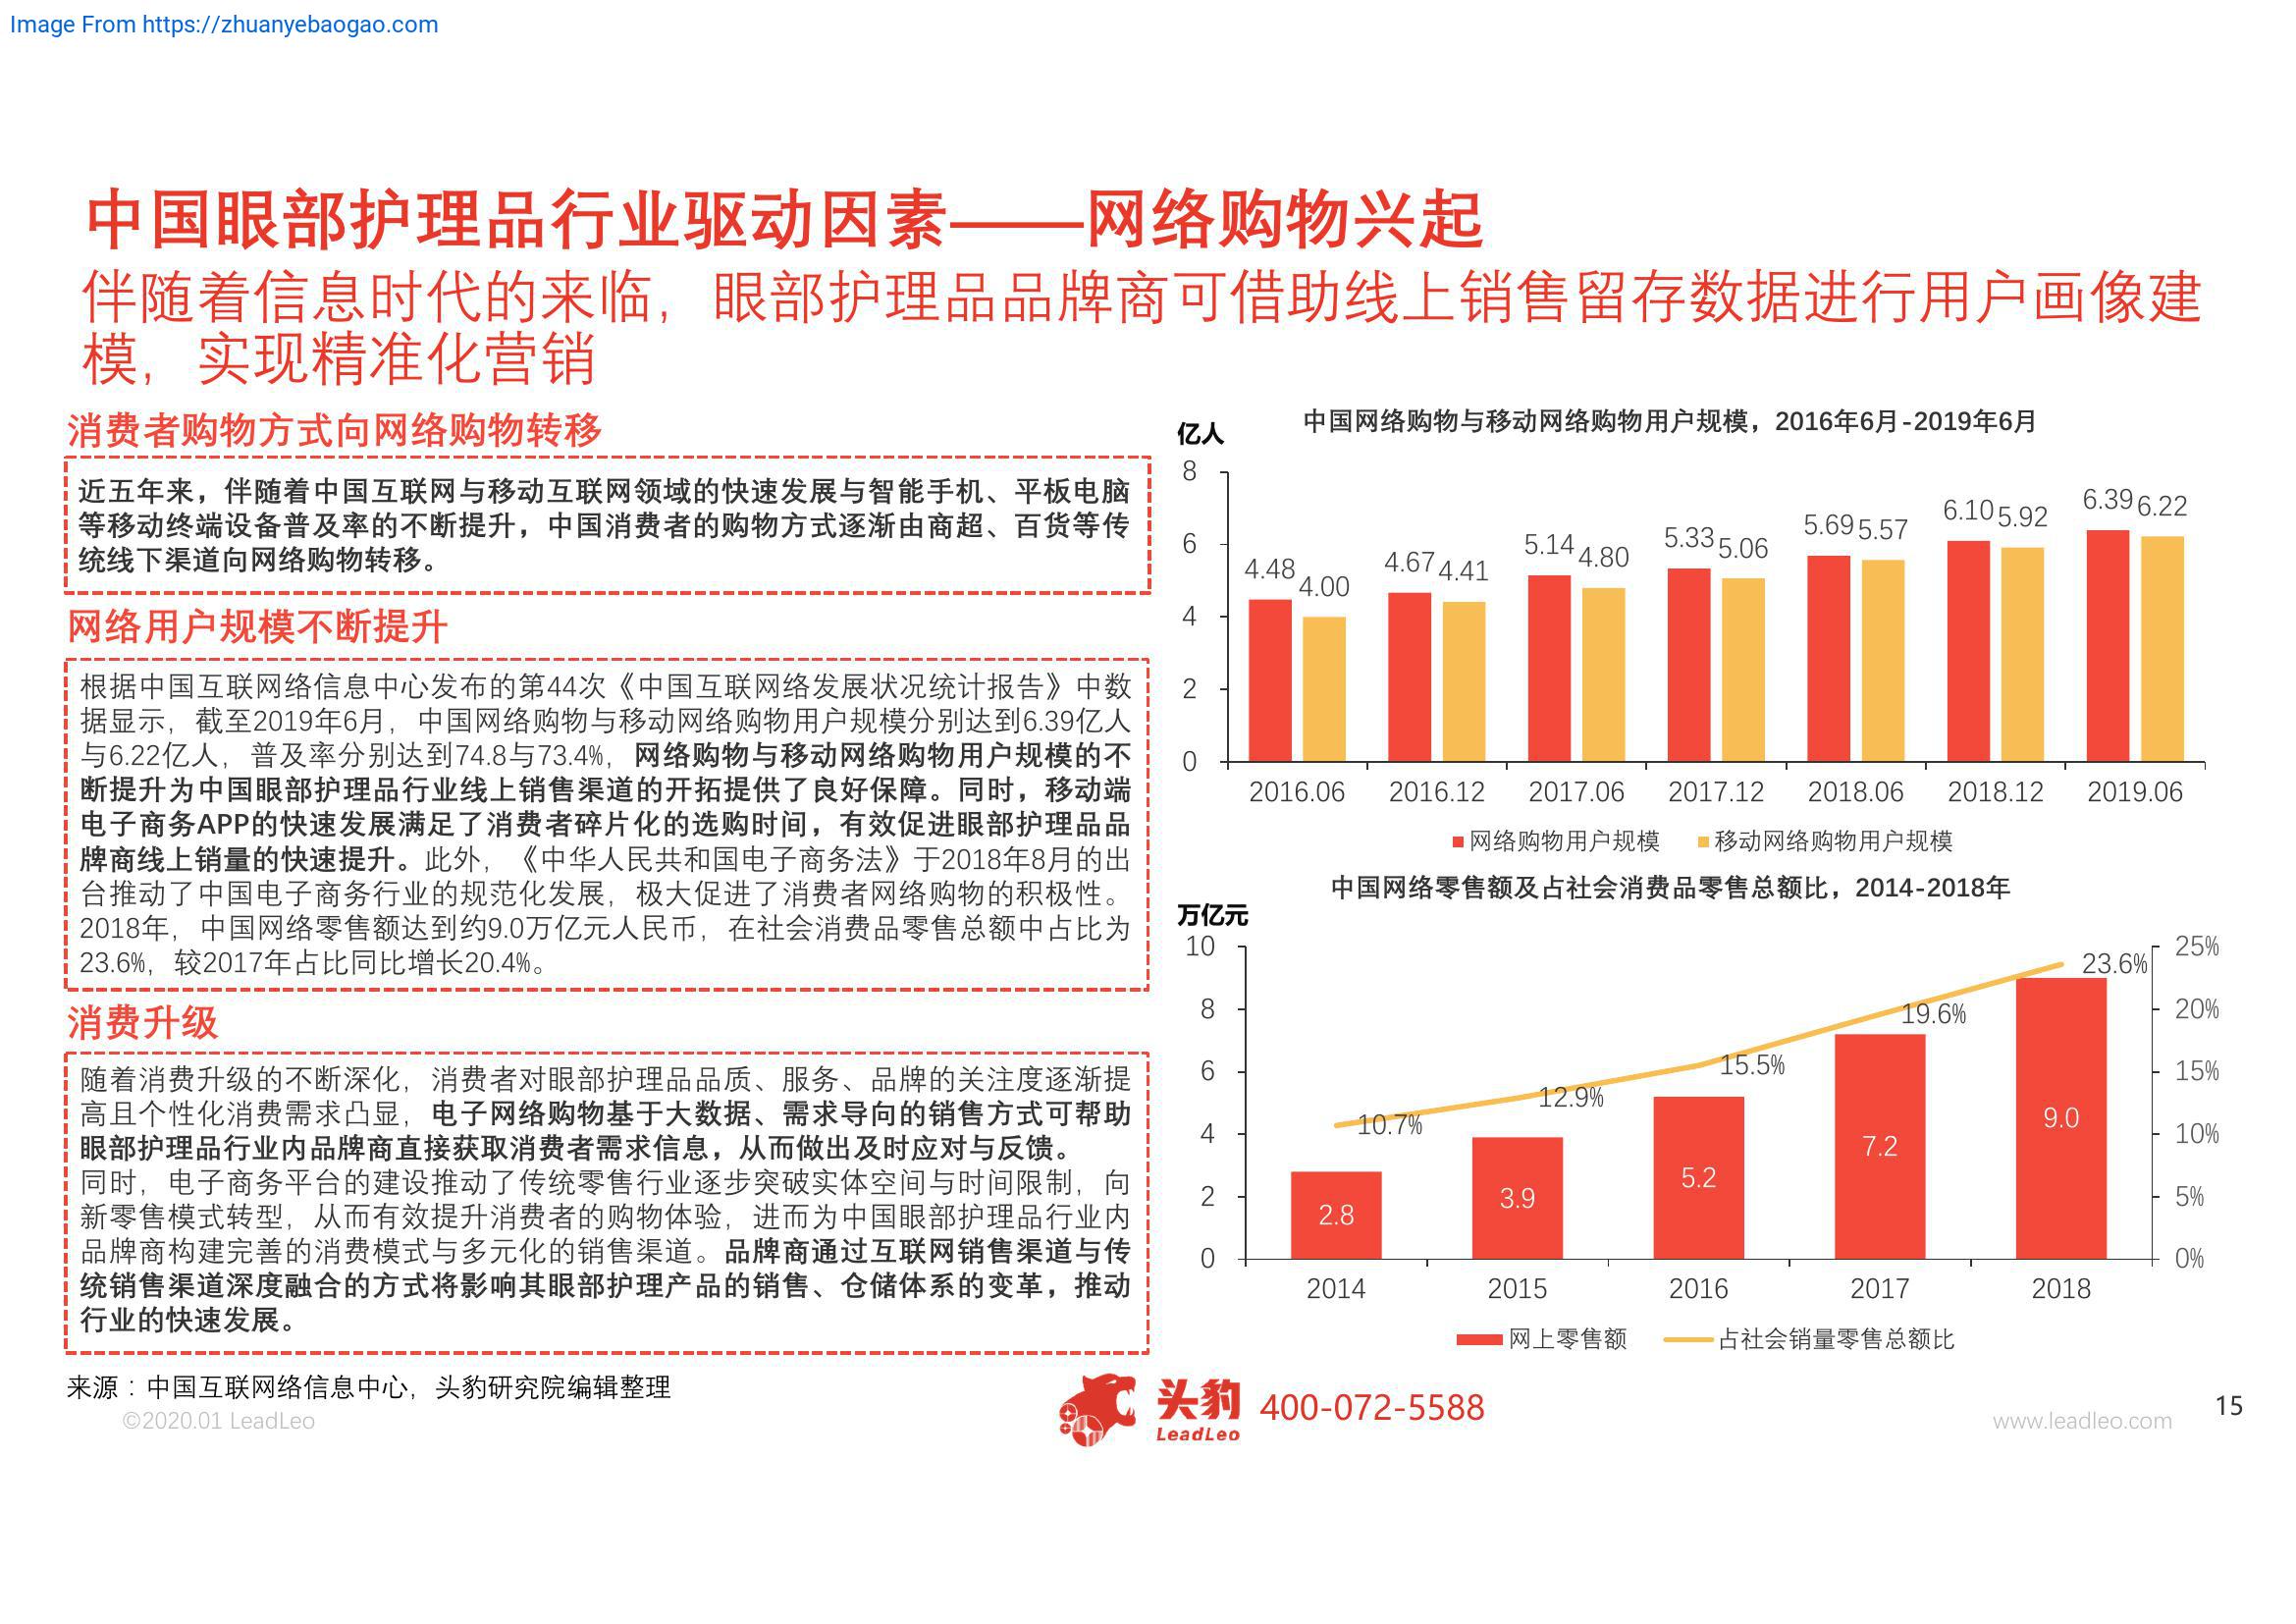 Image From https://zhuanyebaogao.com
中国眼部护理品行业驱动因素——网络购物兴起
伴随着信息时代的来临，眼部护理品品牌商可借助线上销售留存数据进行用户画像建
模，实现精准化营销
消费者购物方式向网络购物转移
近五年来，伴随着中国互联网与移动互联网领域的快速发展与智能手机、平板电脑
等移动终端设备普及率的不断提升，中国消费者的购物方式逐渐由商超、百货等传
统线下渠道向网络购物转移。
网络用户规模不断提升
根据中国互联网络信息中心发布的第44次《中国互联网络发展状况统计报告》中数
据显示，截至2019年6月，中国网络购物与移动网络购物用户规模分别达到6.39亿人
与6.22亿人，普及率分别达到74.8与73.4%，网络购物与移动网络购物用户规模的不
断提升为中国眼部护理品行业线上销售渠道的开拓提供了良好保障。同时，移动端
电子商务APP的快速发展满足了消费者碎片化的选购时间，有效促进眼部护理品品
牌商线上销量的快速提升。此外，《中华人民共和国电子商务法》于2018年8月的出
台推动了中国电子商务行业的规范化发展，极大促进了消费者网络购物的积极性。
2018年，中国网络零售额达到约9.0万亿元人民币，在社会消费品零售总额中占比为
23.6%，较2017年占比同比增长20.4%。
消费升级
随着消费升级的不断深化，消费者对眼部护理品品质、服务、品牌的关注度逐渐提
高且个性化消费需求凸显，电子网络购物基于大数据、需求导向的销售方式可帮助
眼部护理品行业内品牌商直接获取消费者需求信息，从而做出及时应对与反馈。
同时，电子商务平台的建设推动了传统零售行业逐步突破实体空间与时间限制，向
新零售模式转型，从而有效提升消费者的购物体验，进而为中国眼部护理品行业内
品牌商构建完善的消费模式与多元化的销售渠道。品牌商通过互联网销售渠道与传
统销售渠道深度融合的方式将影响其眼部护理产品的销售、仓储体系的变革，推动
行业的快速发展。
中国网络购物与移动网络购物用户规模，2016年6月-2019年6月
亿人
8
6
4
2
0
4.48 4.00 4.67 4.41 5.14 4.80 5.33 5.06 5.69 5.57 6.10 5.92 6.39 6.22
2016.06 2016.12 2017.06 2017.12 2018.06 2018.12 2019.06
网络购物用户规模 移动网络购物用户规模
中国网络零售额及占社会消费品零售总额比，2014-2018年
万亿元
10
8
6
4
2
0
10.7% 12.9% 15.5% 19.6% 23.6%
2.8 3.9 5.2 7.2 9.0
25%
20%
15%
10%
5%
0%
2014 2015 2016 2017 2018
网上零售额 占社会销量零售总额比
来源：中国互联网络信息中心，头豹研究院编辑整理
©2020.01 LeadLeo
头豹
LeadLeo
400-072-5588
www.leadleo.com
15